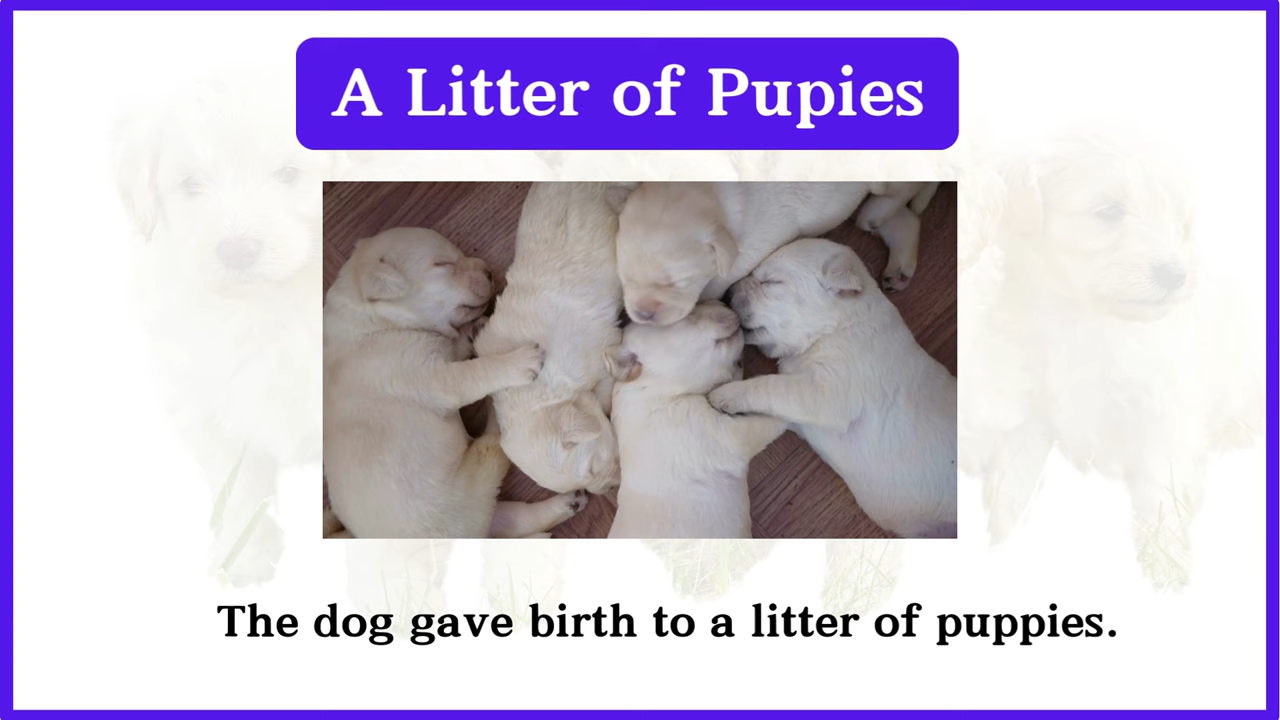 A Litter of Pupies
The dog gave birth to a litter of puppies.